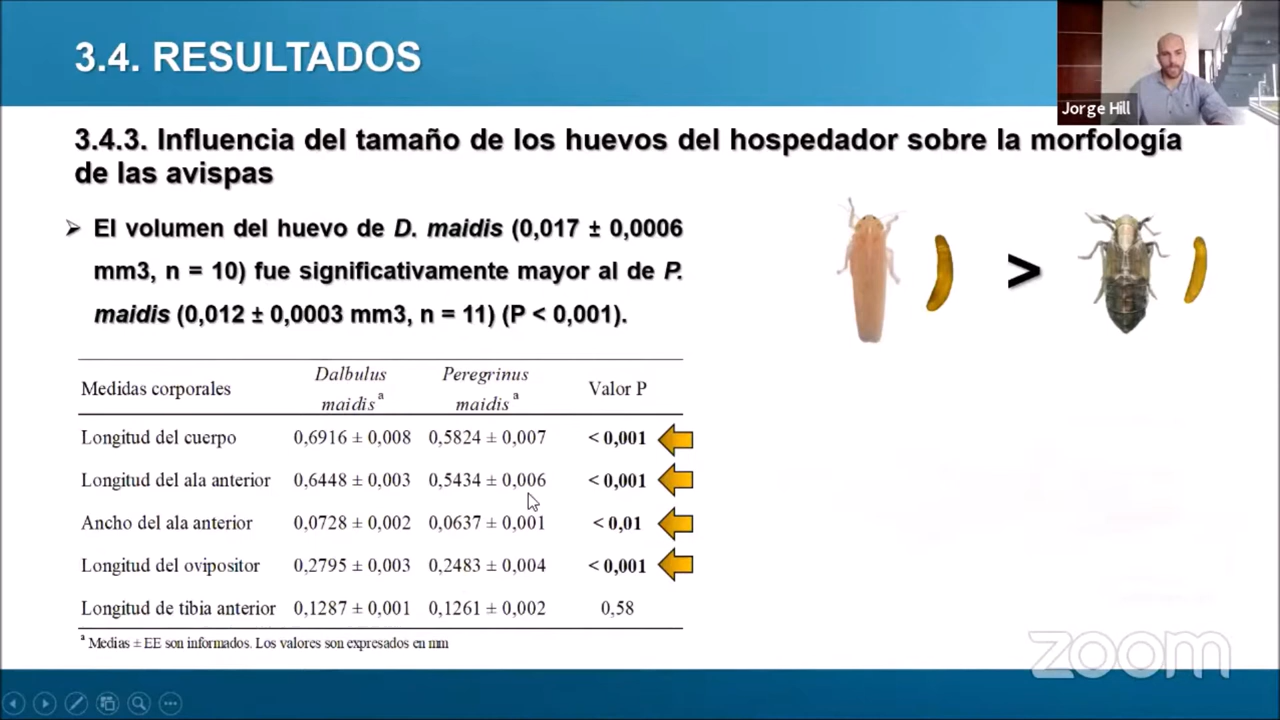 3.4. RESULTADOS
Jorge Hill
3.4.3. Influencia del tamaño de los huevos del hospedador sobre la morfología
de las avispas
➢ El volumen del huevo de D. maidis (0,017 ± 0,0006
mm3, n = 10) fue significativamente mayor al de P.
maidis (0,012 ± 0,0003 mm3, n = 11) (P < 0,001).
>
Medidas corporales Dalbulus maidis a Peregrinus maidis a Valor P
Longitud del cuerpo 0,6916 ± 0,008 0,5824 ± 0,007 < 0,001
Longitud del ala anterior 0,6448 ± 0,003 0,5434 ± 0,006 < 0,001
Ancho del ala anterior 0,0728 ± 0,002 0,0637 ± 0,001 < 0,01
Longitud del ovipositor 0,2795 ± 0,003 0,2483 ± 0,004 < 0,001
Longitud de tibia anterior 0,1287 ± 0,001 0,1261 ± 0,002 0,58
a Medias ± EE son informados. Los valores son expresados en mm
zoom